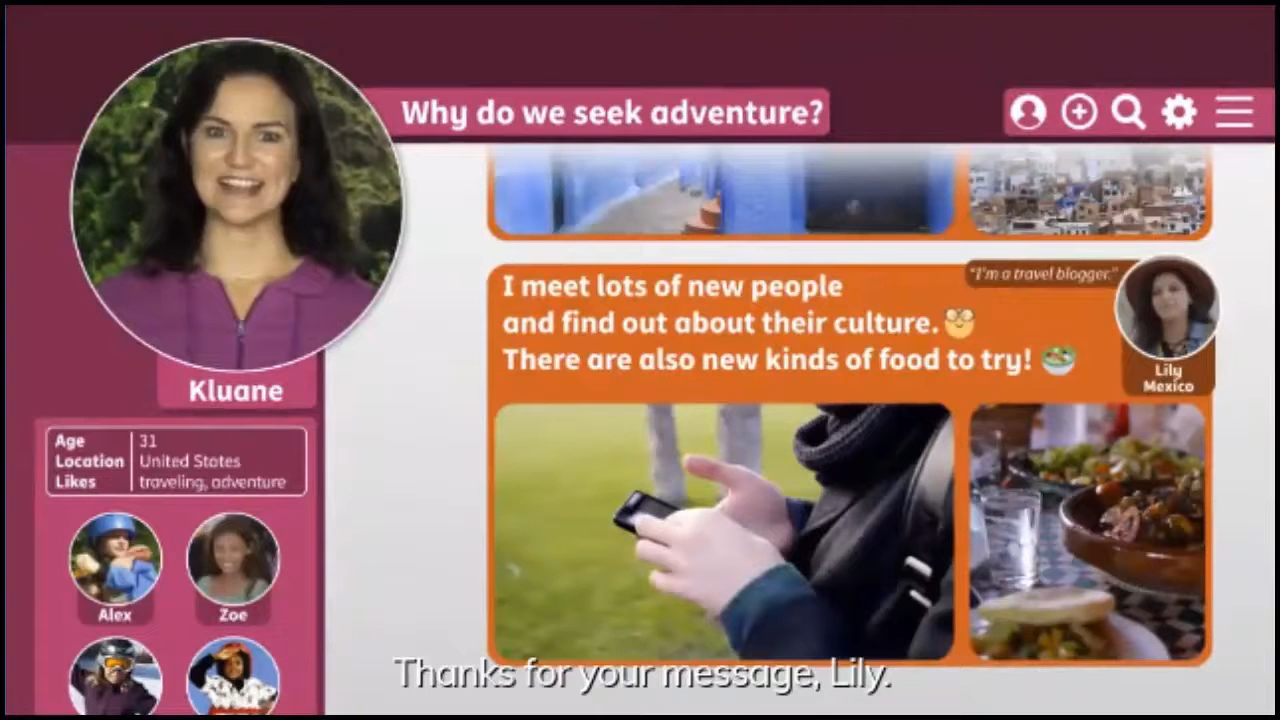 Why do we seek adventure?
Kluane
Age 31
Location United States
Likes traveling, adventure
Alex
Zoe
"I'm a travel blogger."
I meet lots of new people
and find out about their culture.
There are also new kinds of food to try!
Lily
Mexico
Thanks for your message, Lily.